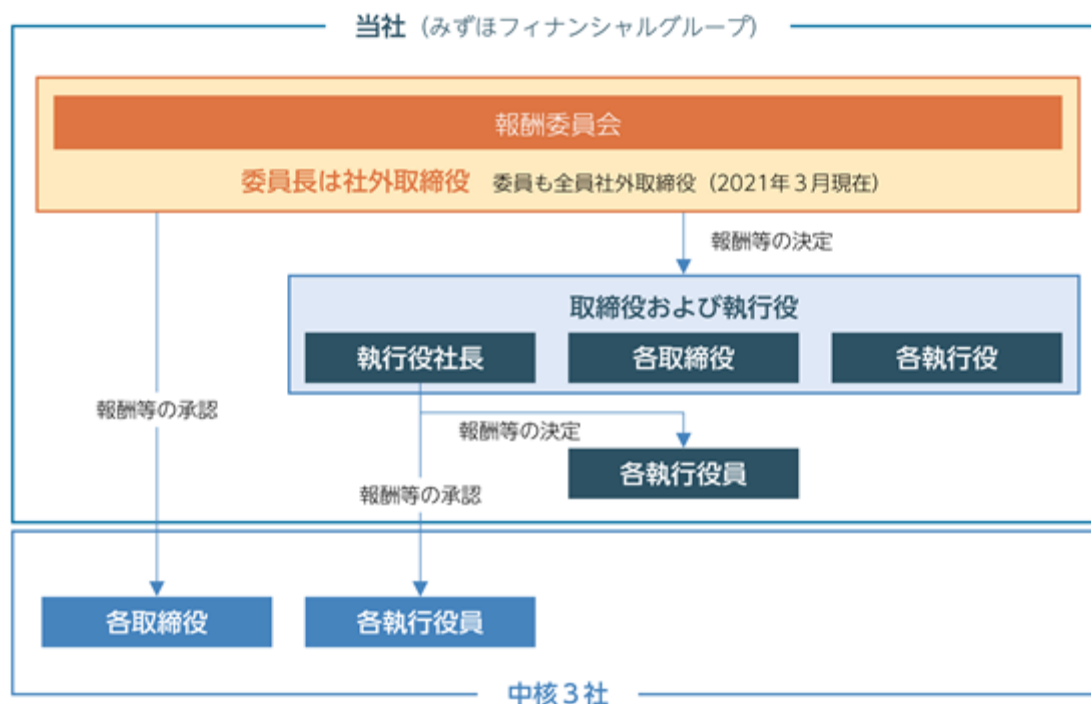 当社 (みずほフィナンシャルグループ)
報酬委員会
委員長は社外取締役 委員も全員社外取締役 (2021年3月現在)
報酬等の決定
取締役および執行役
執行役社長 各取締役 各執行役
報酬等の承認
報酬等の決定
各執行役員
報酬等の承認
各取締役 各執行役員
中核3社